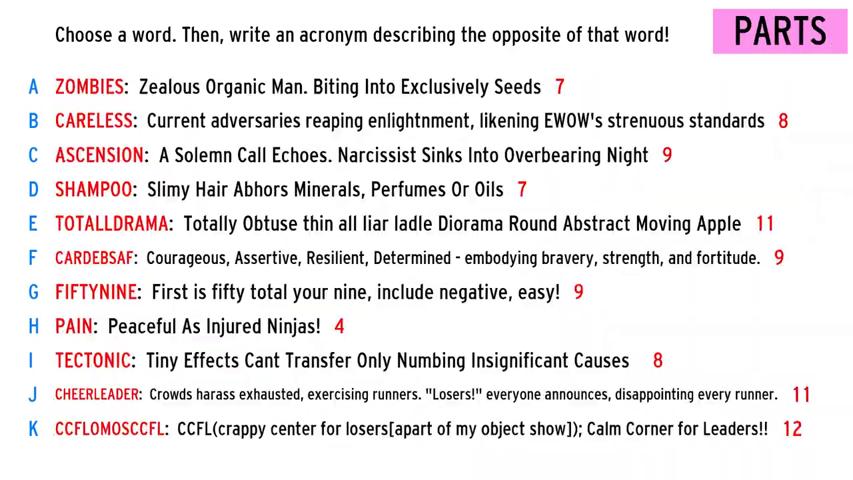 Choose a word. Then, write an acronym describing the opposite of that word!
PARTS
A ZOMBIES: Zealous Organic Man. Biting Into Exclusively Seeds 7
B CARELESS: Current adversaries reaping enlightnment, likening EWOW's strenuous standards 8
C ASCENSION: A Solemn Call Echoes. Narcissist Sinks Into Overbearing Night 9
D SHAMPOO: Slimy Hair Abhors Minerals, Perfumes Or Oils 7
E TOTALLDRAMA: Totally Obtuse thin all liar ladle Diorama Round Abstract Moving Apple 11
F CARDEBSAF: Courageous, Assertive, Resilient, Determined - embodying bravery, strength, and fortitude. 9
G FIFTYNINE: First is fifty total your nine, include negative, easy! 9
H PAIN: Peaceful As Injured Ninjas! 4
I TECTONIC: Tiny Effects Cant Transfer Only Numbing Insignificant Causes 8
J CHEERLEADER: Crowds harass exhausted, exercising runners. "Losers!" everyone announces, disappointing every runner. 11
K CCFLOMOSCCFL: CCFL(crappy center for losers[apart of my object show]); Calm Corner for Leaders!! 12